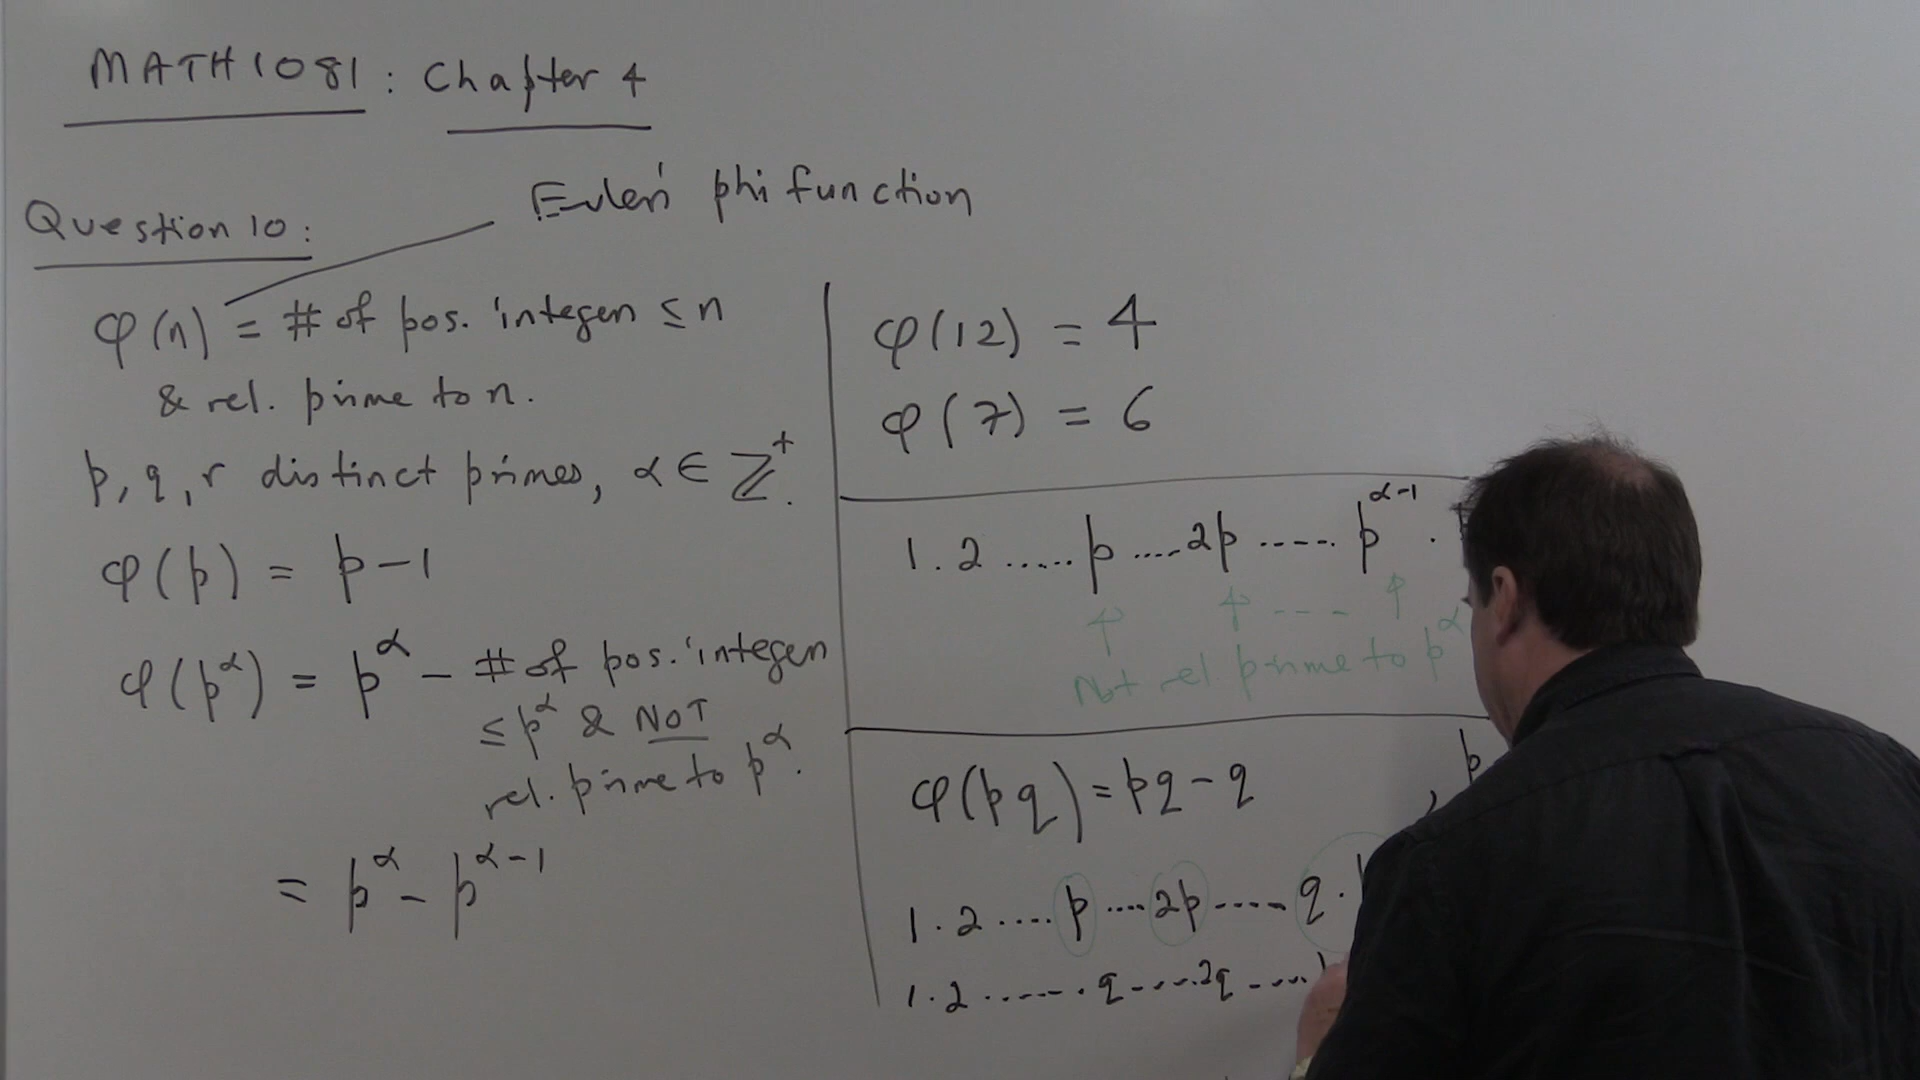 MATH1081 : Chapter 4
Euler's phi function
Question 10:
φ(n) = # of pos. integers ≤ n
& rel. prime to n.
p, q, r distinct primes, α ∈ ℤ⁺.
φ(p) = p-1
φ(p^α) = p^α - # of pos. integers
≤ p^α & NOT
rel. prime to p^α.
= p^α - p^(α-1)
φ(12) = 4
φ(7) = 6
1.2......p....2p.....p^(α-1) .
↑ ↑ ---- ↑
Not rel. prime to p^α
φ(pq) = pq - q , p
1.2....p....2p.....q.
1.2.......q....2q.....